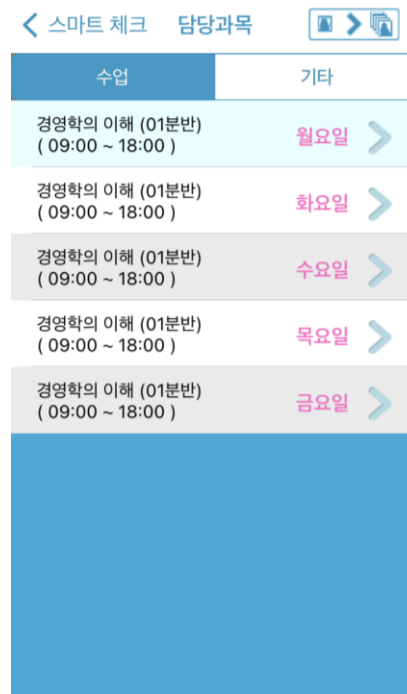 스마트 체크 담당과목
수업 기타
경영학의 이해 (01분반)
( 09:00 ~ 18:00 )
월요일
경영학의 이해 (01분반)
( 09:00 ~ 18:00 )
화요일
경영학의 이해 (01분반)
( 09:00 ~ 18:00 )
수요일
경영학의 이해 (01분반)
( 09:00 ~ 18:00 )
목요일
경영학의 이해 (01분반)
( 09:00 ~ 18:00 )
금요일